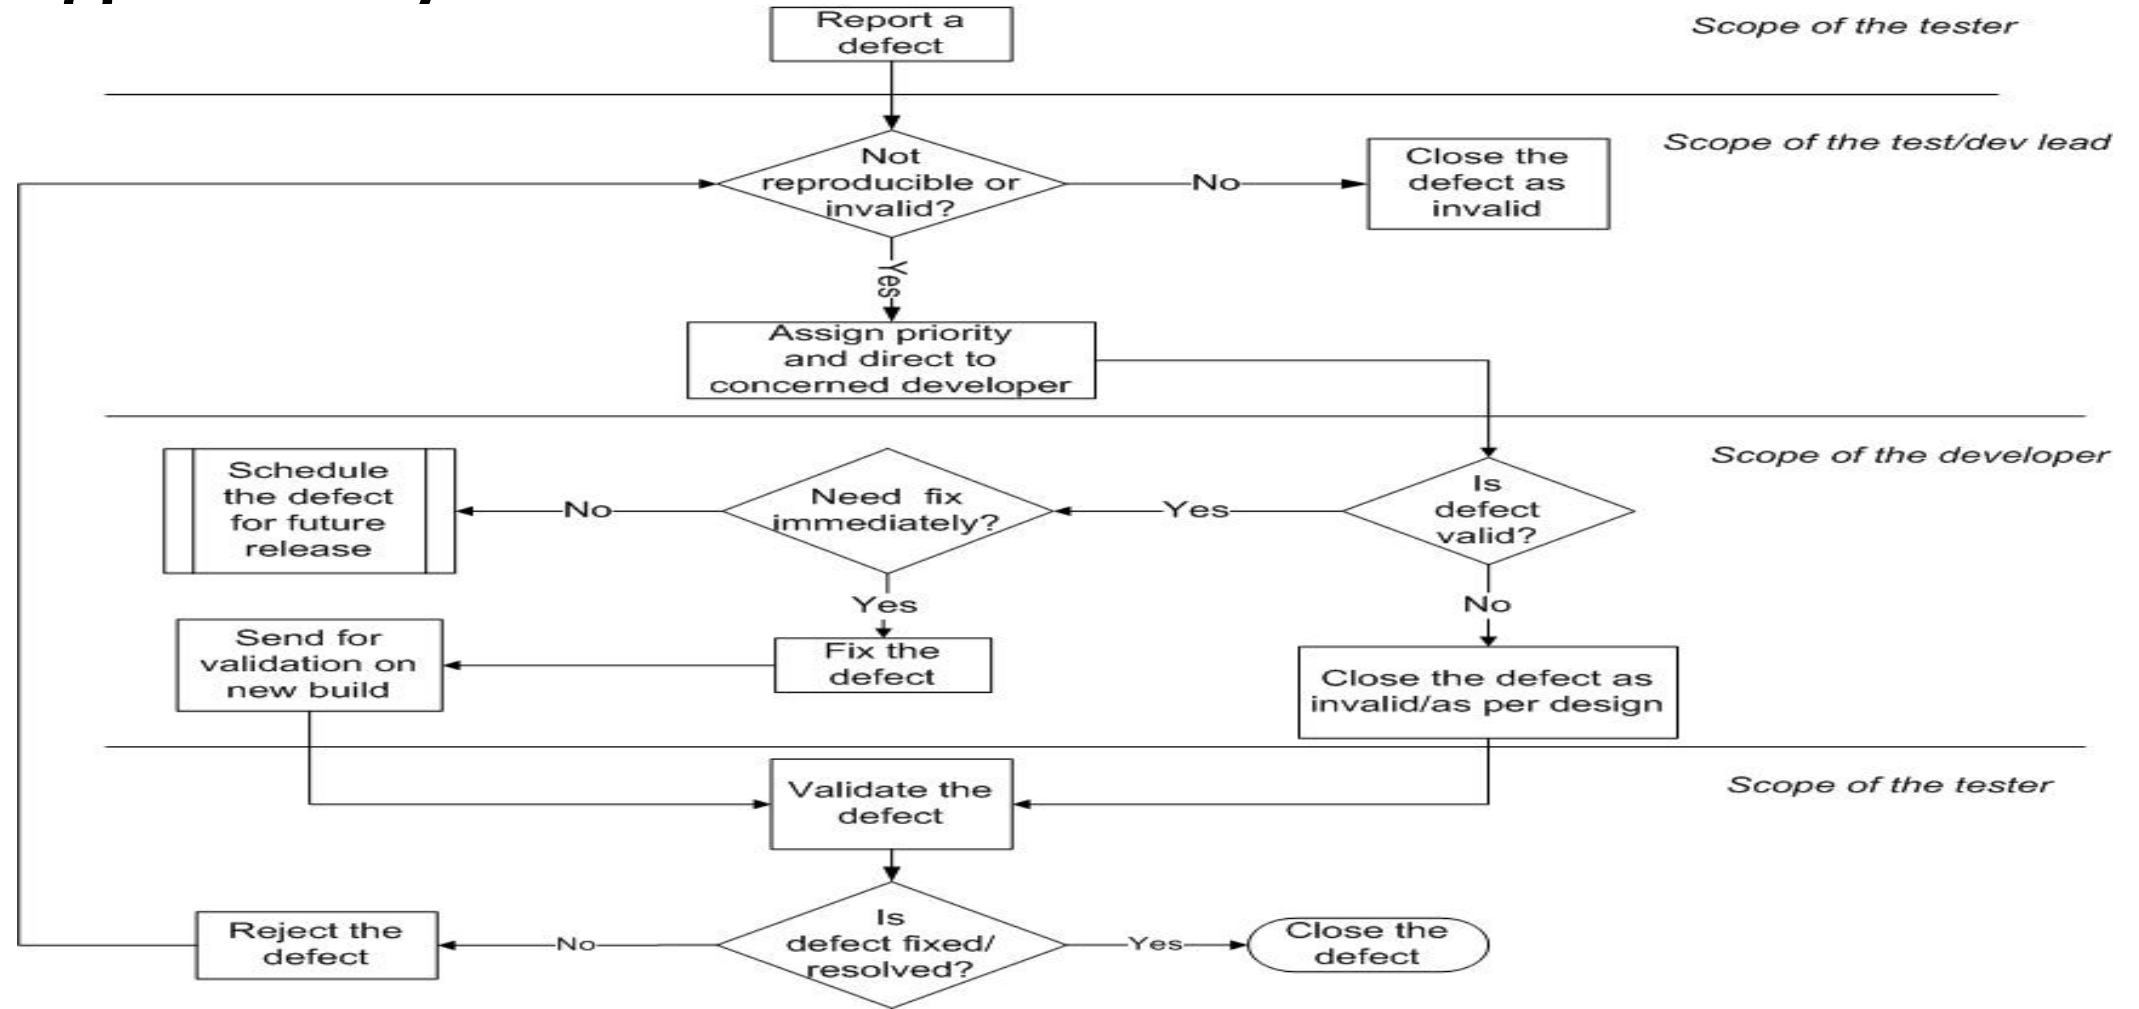 Report a
defect
Scope of the tester
Scope of the test/dev lead
Not
reproducible or
invalid?
No
Close the
defect as
invalid
Yes
Assign priority
and direct to
concerned developer
Scope of the developer
Schedule
the defect
for future
release
No
Need fix
immediately?
Yes
Is
defect
valid?
Yes
No
Send for
validation on
new build
Fix the
defect
Close the defect as
invalid/as per design
Scope of the tester
Validate the
defect
Reject the
defect
No
Is
defect fixed/
resolved?
Yes
Close the
defect